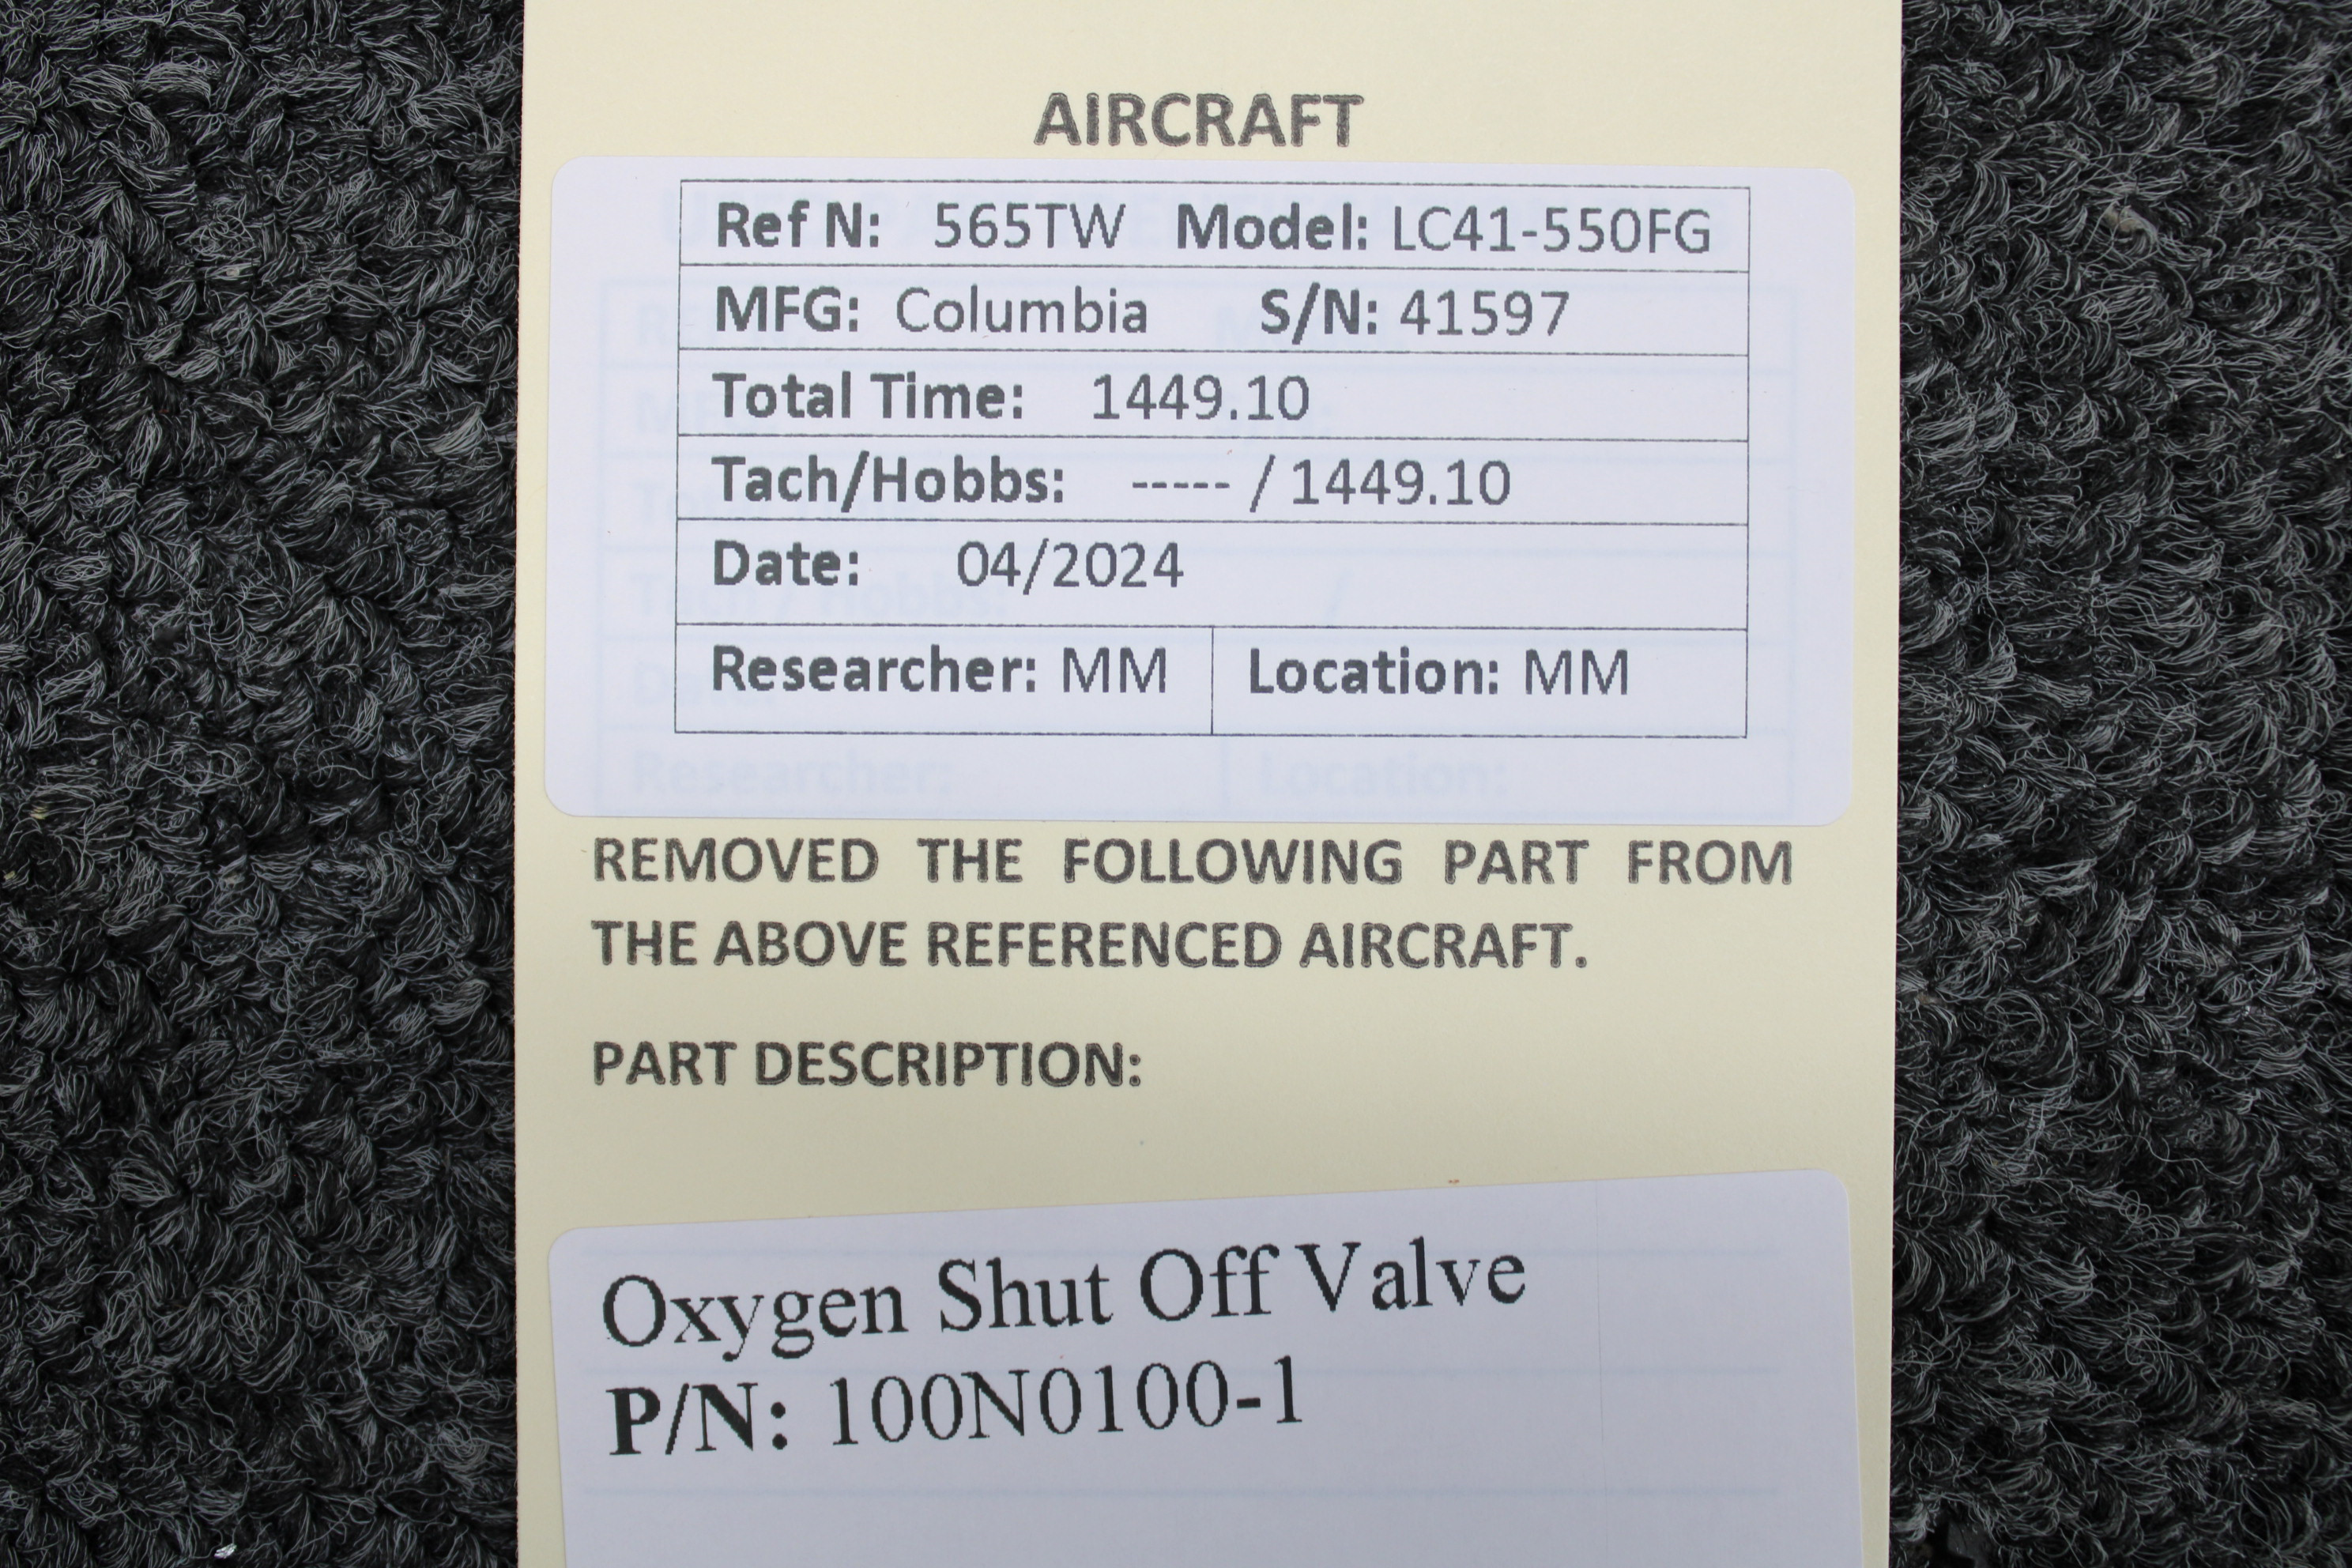 AIRCRAFT
Ref N: 565TW Model: LC41-550FG
MFG: Columbia S/N: 41597
Total Time: 1449.10
Tach/Hobbs: ----- / 1449.10
Date: 04/2024
Researcher: MM Location: MM
Researcher: Location:
REMOVED THE FOLLOWING PART FROM
THE ABOVE REFERENCED AIRCRAFT.
PART DESCRIPTION:
Oxygen Shut Off Valve
P/N: 100N0100-1